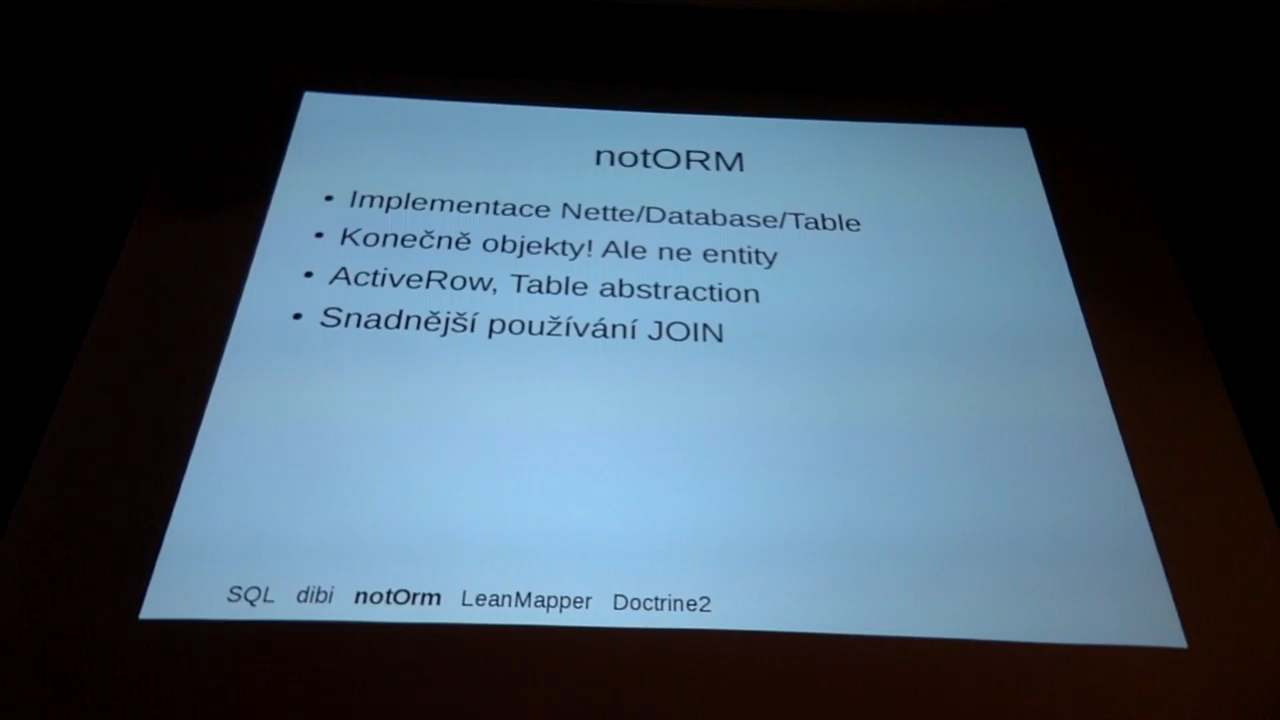 notORM
• Implementace Nette/Database/Table
• Konečně objekty! Ale ne entity
• ActiveRow, Table abstraction
• Snadnější používání JOIN
SQL dibi notOrm LeanMapper Doctrine2